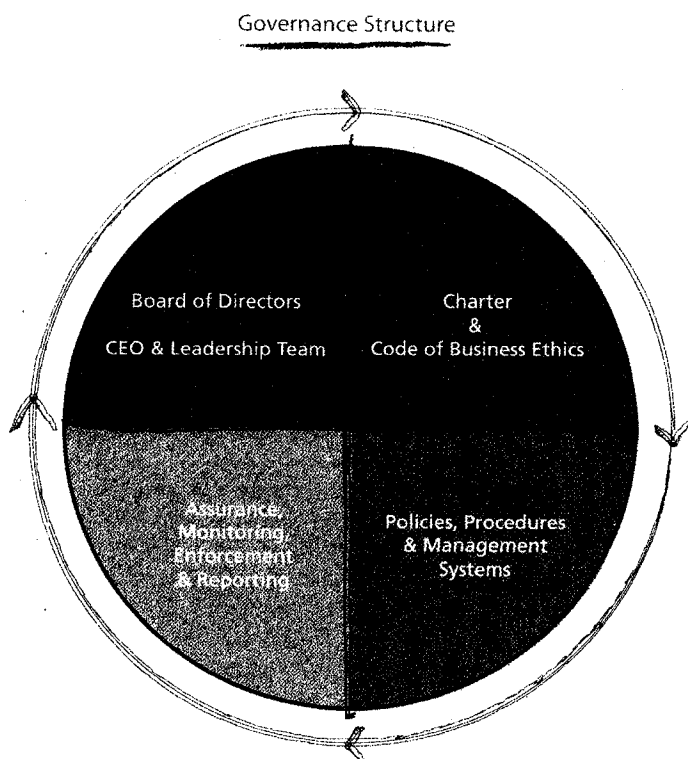 Governance Structure
Board of Directors
CEO & Leadership Team
Charter
&
Code of Business Ethics
Assurance,
Monitoring,
Enforcement
& Reporting
Policies, Procedures
& Management
Systems